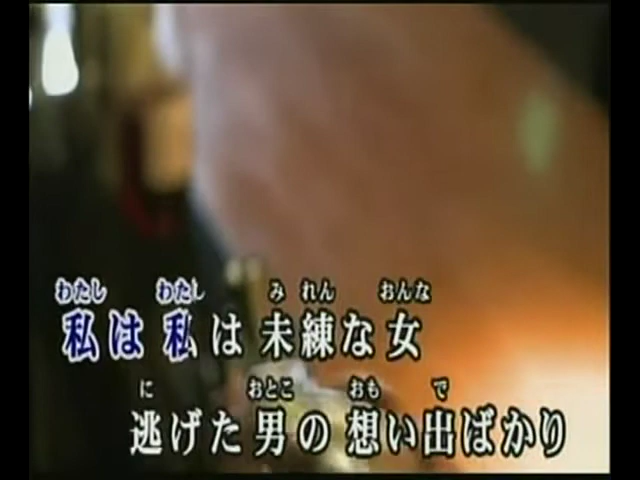 わたし わたし み れん おんな
私は 私は 未練な女
に おとこ おも で
逃げた 男の 想い出ばかり